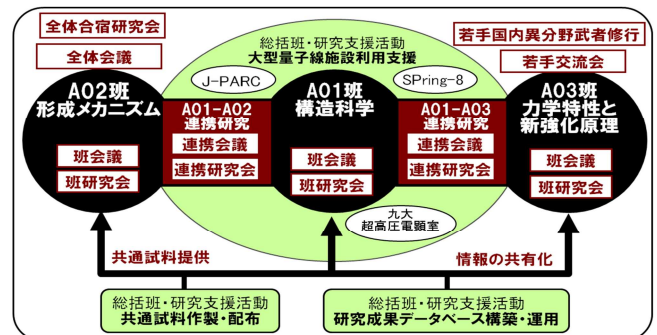 全体合宿研究会
全体会議
総括班・研究支援活動
大型量子線施設利用支援
若手国内異分野武者修行
若手交流会
J-PARC
SPring-8
A02班
形成メカニズム
班会議
班研究会
A01-A02
連携研究
連携会議
連携研究会
A01班
構造科学
班会議
班研究会
A01-A03
連携研究
連携会議
連携研究会
A03班
力学特性と
新強化原理
班会議
班研究会
九大
超高圧電顕室
共通試料提供
情報の共有化
総括班・研究支援活動
共通試料作製・配布
総括班・研究支援活動
研究成果データベース構築・運用